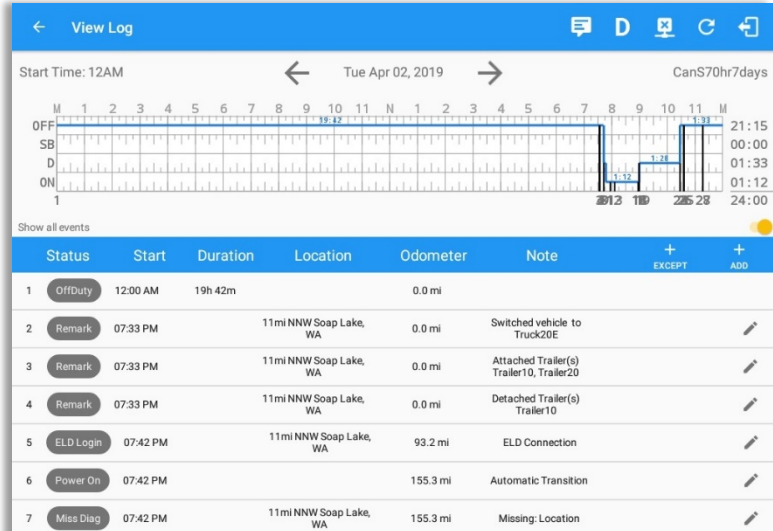 View Log
D
Start Time: 12AM
Tue Apr 02, 2019
CanS70hr7days
M 1 2 3 4 5 6 7 8 9 10 11 N 1 2 3 4 5 6 7 8 9 10 11 M
OFF 19:42 1:33 21:15
SB 00:00
D 1:28 01:33
ON 1:12 01:12
1 24:00
Show all events
Status Start Duration Location Odometer Note + EXCEPT + ADD
1 OffDuty 12:00 AM 19h 42m 0.0 mi
2 Remark 07:33 PM 11mi NNW Soap Lake, WA 0.0 mi Switched vehicle to Truck20E
3 Remark 07:33 PM 11mi NNW Soap Lake, WA 0.0 mi Attached Trailer(s) Trailer10, Trailer20
4 Remark 07:33 PM 11mi NNW Soap Lake, WA 0.0 mi Detached Trailer(s) Trailer10
5 ELD Login 07:42 PM 11mi NNW Soap Lake, WA 93.2 mi ELD Connection
6 Power On 07:42 PM 155.3 mi Automatic Transition
7 Miss Diag 07:42 PM 11mi NNW Soap Lake, WA 155.3 mi Missing: Location